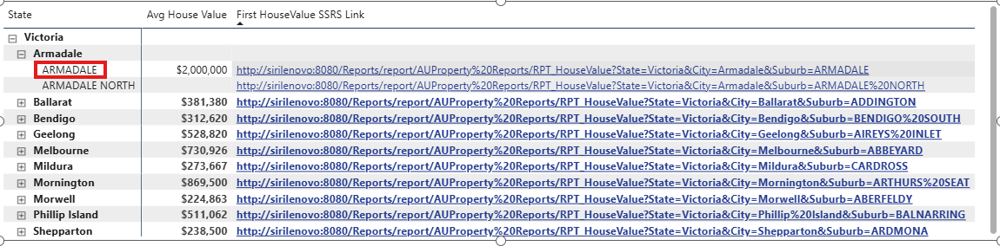 State Avg House Value First HouseValue SSRS Link
Victoria
Armadale
ARMADALE $2,000,000 http://sirilenovo:8080/Reports/report/AUProperty%20Reports/RPT_HouseValue?State=Victoria&City=Armadale&Suburb=ARMADALE
ARMADALE NORTH http://sirilenovo:8080/Reports/report/AUProperty%20Reports/RPT_HouseValue?State=Victoria&City=Armadale&Suburb=ARMADALE%20NORTH
Ballarat $381,380 http://sirilenovo:8080/Reports/report/AUProperty%20Reports/RPT_HouseValue?State=Victoria&City=Ballarat&Suburb=ADDINGTON
Bendigo $312,620 http://sirilenovo:8080/Reports/report/AUProperty%20Reports/RPT_HouseValue?State=Victoria&City=Bendigo&Suburb=BENDIGO%20SOUTH
Geelong $528,820 http://sirilenovo:8080/Reports/report/AUProperty%20Reports/RPT_HouseValue?State=Victoria&City=Geelong&Suburb=AIREYS%20INLET
Melbourne $730,926 http://sirilenovo:8080/Reports/report/AUProperty%20Reports/RPT_HouseValue?State=Victoria&City=Melbourne&Suburb=ABBEYARD
Mildura $273,667 http://sirilenovo:8080/Reports/report/AUProperty%20Reports/RPT_HouseValue?State=Victoria&City=Mildura&Suburb=CARDROSS
Mornington $869,500 http://sirilenovo:8080/Reports/report/AUProperty%20Reports/RPT_HouseValue?State=Victoria&City=Mornington&Suburb=ARTHURS%20SEAT
Morwell $224,863 http://sirilenovo:8080/Reports/report/AUProperty%20Reports/RPT_HouseValue?State=Victoria&City=Morwell&Suburb=ABERFELDY
Phillip Island $511,062 http://sirilenovo:8080/Reports/report/AUProperty%20Reports/RPT_HouseValue?State=Victoria&City=Phillip%20Island&Suburb=BALNARRING
Shepparton $238,500 http://sirilenovo:8080/Reports/report/AUProperty%20Reports/RPT_HouseValue?State=Victoria&City=Shepparton&Suburb=ARDMONA